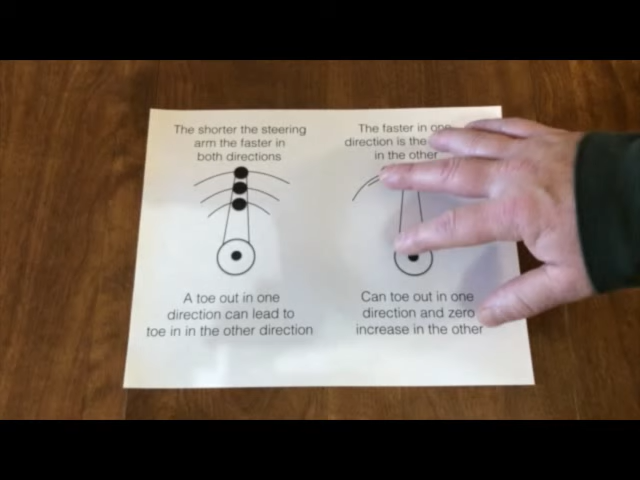 The shorter the steering
arm the faster in
both directions
The faster in one
direction is the
in the other
A toe out in one
direction can lead to
toe in in the other direction
Can toe out in one
direction and zero
increase in the other